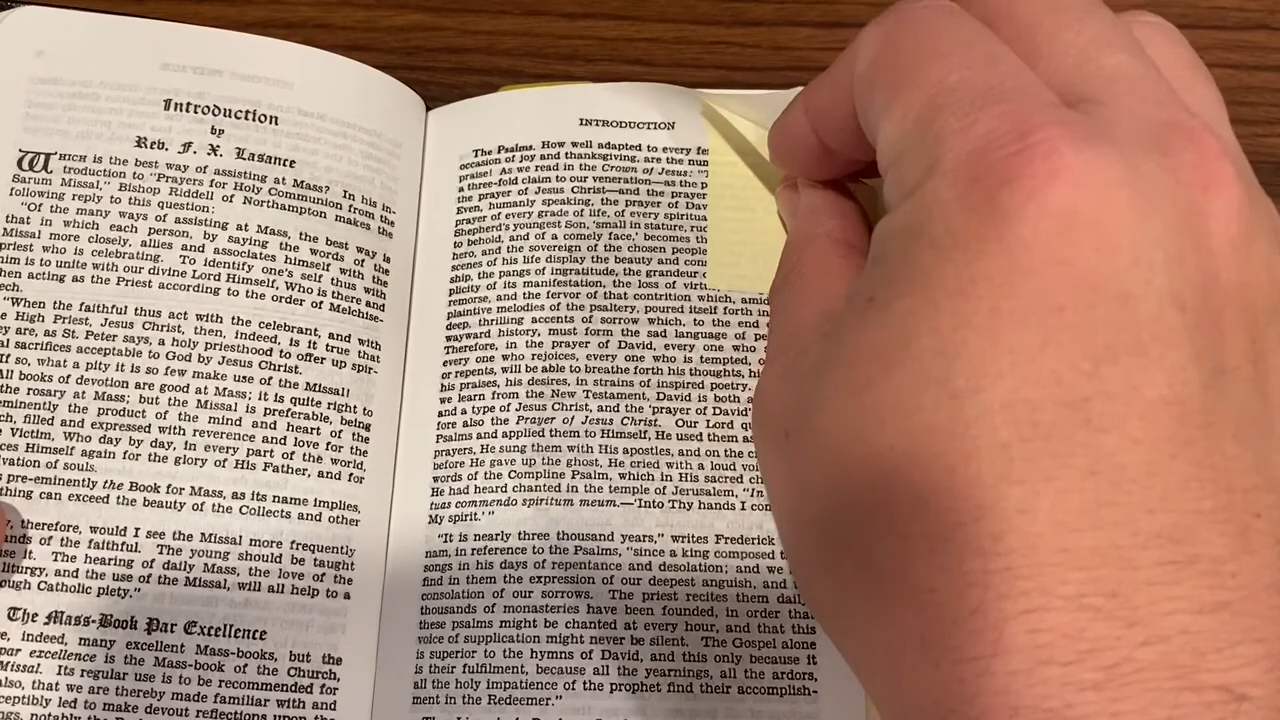 Introduction
by
Rev. F. X. Lasance
WHICH is the best way of assisting at Mass? In his in-
troduction to "Prayers for Holy Communion from the
Sarum Missal," Bishop Riddell of Northampton makes the
following reply to this question:
"Of the many ways of assisting at Mass, the best way is
that in which each person, by saying the words of the
Missal more closely, allies and associates himself with the
priest who is celebrating. To identify one's self thus with
him is to unite with our divine Lord Himself, Who is there and
then acting as the Priest according to the order of Melchise-
ech.
"When the faithful thus act with the celebrant, and with
e High Priest, Jesus Christ, then, indeed, is it true that
ey are, as St. Peter says, a holy priesthood to offer up spir-
al sacrifices acceptable to God by Jesus Christ.
If so, what a pity it is so few make use of the Missal!
All books of devotion are good at Mass; it is quite right to
the rosary at Mass; but the Missal is preferable, being
eminently the product of the mind and heart of the
ch, filled and expressed with reverence and love for the
e Victim, Who day by day, in every part of the world,
ces Himself again for the glory of His Father, and for
lvation of souls.
s pre-eminently the Book for Mass, as its name implies,
thing can exceed the beauty of the Collects and other
y, therefore, would I see the Missal more frequently
ands of the faithful. The young should be taught
use it. The hearing of daily Mass, the love of the
liturgy, and the use of the Missal, will all help to a
ough Catholic piety."
The Mass-Book Par Excellence
re, indeed, many excellent Mass-books, but the
par excellence is the Mass-book of the Church,
Missal. Its regular use is to be recommended for
also, that we are thereby made familiar with and
ceptibly led to make devout reflections upon the
ngs, notably the
INTRODUCTION
The Psalms. How well adapted to every
occasion of joy and thanksgiving, are the
praise! As we read in the Crown of Jesus:
a three-fold claim to our veneration—as the p
the prayer of Jesus Christ—and the prayer
Even, humanly speaking, the prayer of Dav
prayer of every grade of life, of every spiritua
Shepherd's youngest Son, 'small in stature,
to behold, and of a comely face,' becomes th
hero, and the sovereign of the chosen people
scenes of his life display the beauty and
ship, the pangs of ingratitude, the grandeur
plicity of its manifestation, the loss of
remorse, and the fervor of that contrition which, amid
plaintive melodies of the psaltery, poured itself forth in
deep, thrilling accents of sorrow which, to the end
wayward history, must form the sad language of pe
Therefore, in the prayer of David, every one who
every one who rejoices, every one who is tempted,
or repents, will be able to breathe forth his thoughts, hi
his praises, his desires, in strains of inspired poetry.
we learn from the New Testament, David is both a
and a type of Jesus Christ, and the 'prayer of David'
fore also the Prayer of Jesus Christ. Our Lord qu
Psalms and applied them to Himself, He used them as
prayers, He sung them with His apostles, and on the c
before He gave up the ghost, He cried with a loud voi
words of the Compline Psalm, which in His sacred ch
He had heard chanted in the temple of Jerusalem, "In
tuas commendo spiritum meum.—'Into Thy hands I com
My spirit.' "
"It is nearly three thousand years," writes Frederick
nam, in reference to the Psalms, "since a king composed t
songs in his days of repentance and desolation; and we
find in them the expression of our deepest anguish, and
consolation of our sorrows. The priest recites them daily
thousands of monasteries have been founded, in order that
these psalms might be chanted at every hour, and that this
voice of supplication might never be silent. The Gospel alone
is superior to the hymns of David, and this only because it
is their fulfilment, because all the yearnings, all the ardors,
all the holy impatience of the prophet find their accomplish-
ment in the Redeemer."